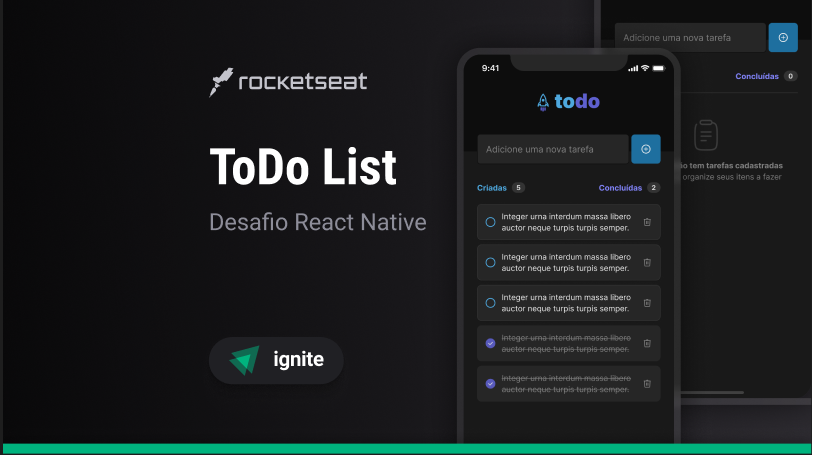 rocketseat
ToDo List
Desafio React Native
ignite
9:41
todo
Adicione uma nova tarefa
Criadas 5
Concluídas 2
Integer urna interdum massa libero
auctor neque turpis turpis semper.
Integer urna interdum massa libero
auctor neque turpis turpis semper.
Integer urna interdum massa libero
auctor neque turpis turpis semper.
Integer urna interdum massa libero
auctor neque turpis turpis semper.
Integer urna interdum massa libero
auctor neque turpis turpis semper.
Adicione uma nova tarefa
Concluídas 0
tem tarefas cadastradas
organize seus itens a fazer